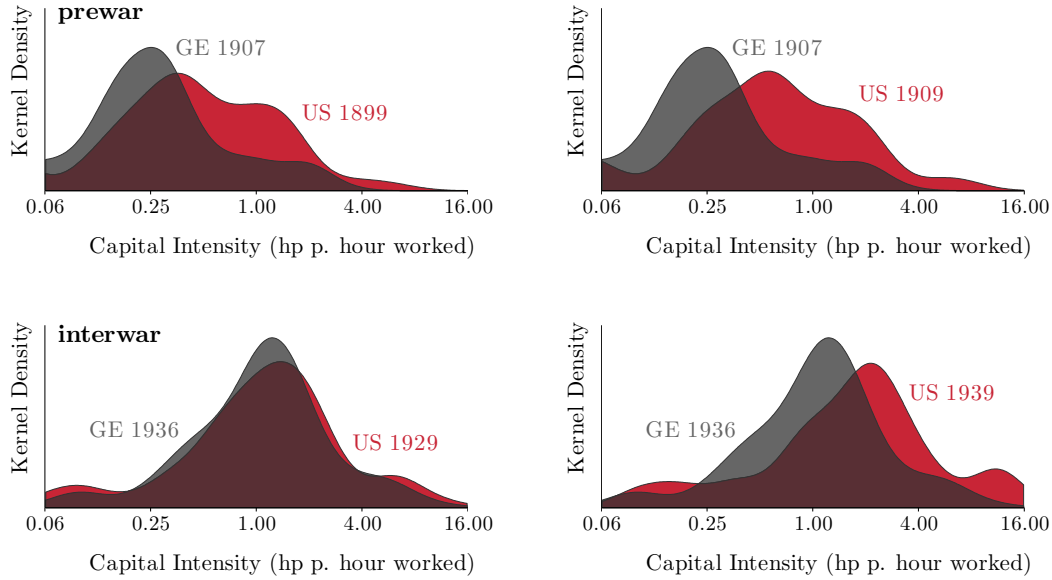 prewar
Kernel Density
GE 1907
US 1899
0.06 0.25 1.00 4.00 16.00
Capital Intensity (hp p. hour worked)
Kernel Density
GE 1907
US 1909
0.06 0.25 1.00 4.00 16.00
Capital Intensity (hp p. hour worked)
interwar
Kernel Density
GE 1936
US 1929
0.06 0.25 1.00 4.00 16.00
Capital Intensity (hp p. hour worked)
Kernel Density
US 1939
GE 1936
0.06 0.25 1.00 4.00 16.00
Capital Intensity (hp p. hour worked)